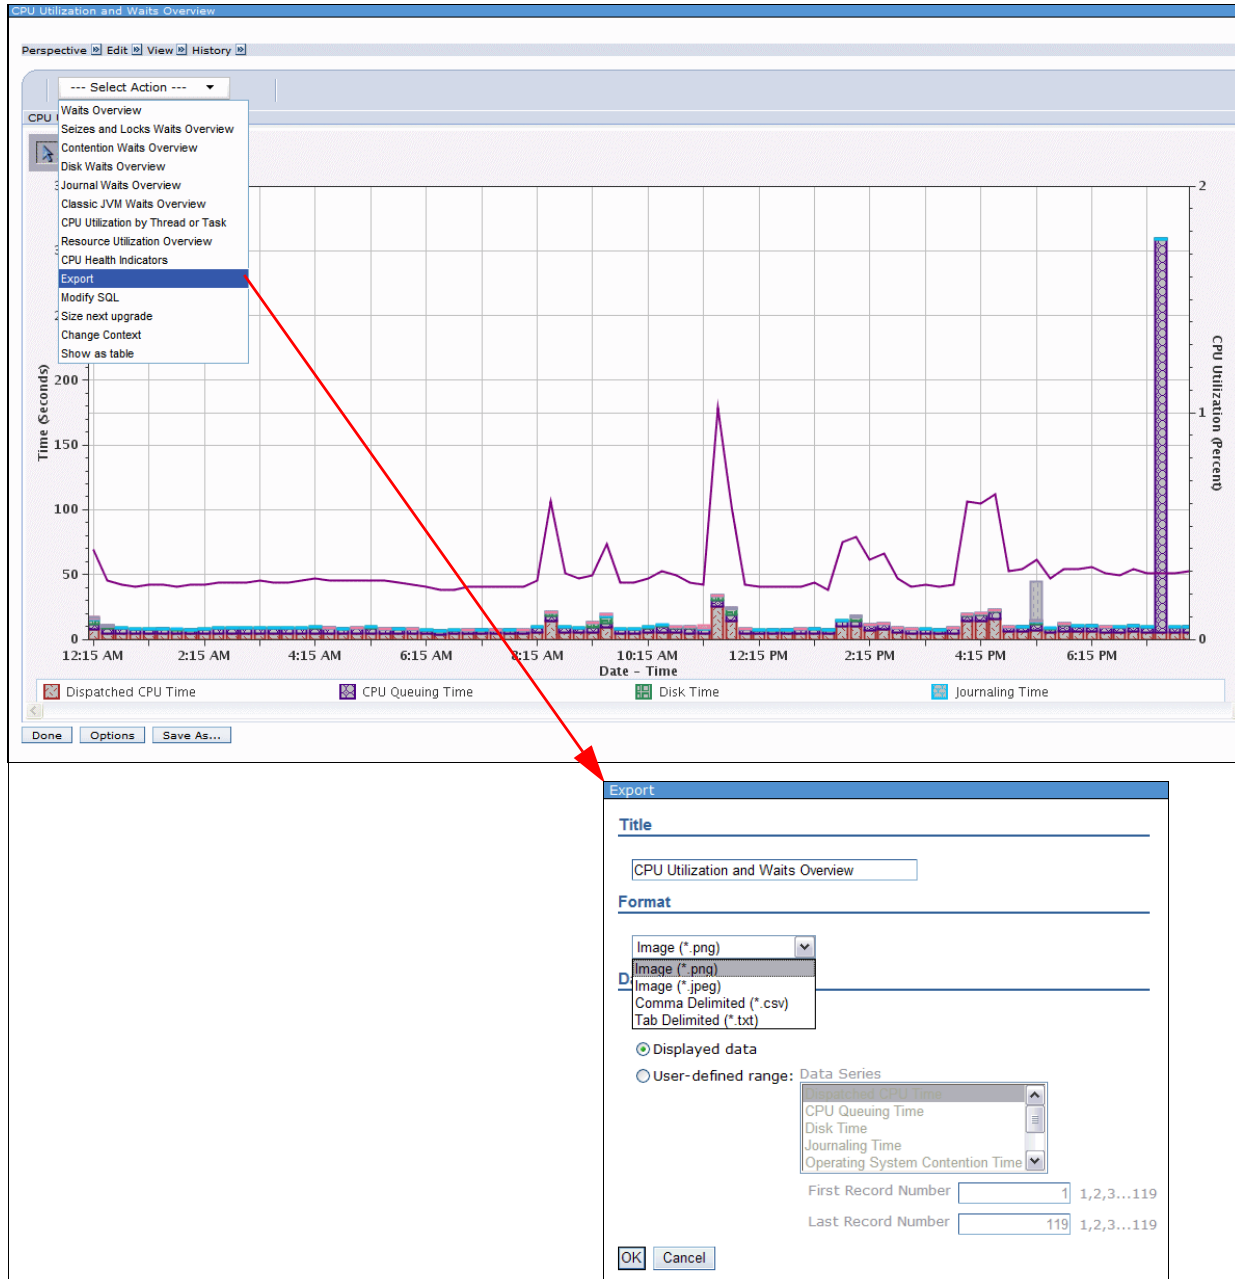 CPU Utilization and Waits Overview
Perspective Edit View History
--- Select Action ---
Waits Overview
Seizes and Locks Waits Overview
Contention Waits Overview
Disk Waits Overview
Journal Waits Overview
Classic JVM Waits Overview
CPU Utilization by Thread or Task
Resource Utilization Overview
CPU Health Indicators
Export
Modify SQL
Size next upgrade
Change Context
Show as table
CPU
Time (Seconds)
200
150
100
50
0
2
1
0
CPU Utilization (Percent)
12:15 AM 2:15 AM 4:15 AM 6:15 AM 8:15 AM 10:15 AM 12:15 PM 2:15 PM 4:15 PM 6:15 PM
Date - Time
Dispatched CPU Time CPU Queuing Time Disk Time Journaling Time
Done Options Save As...
Export
Title
CPU Utilization and Waits Overview
Format
Image (*.png)
Image (*.png)
Image (*.jpeg)
Comma Delimited (*.csv)
Tab Delimited (*.txt)
Displayed data
User-defined range: Data Series
Dispatched CPU Time
CPU Queuing Time
Disk Time
Journaling Time
Operating System Contention Time
First Record Number 1 1,2,3...119
Last Record Number 119 1,2,3...119
OK Cancel